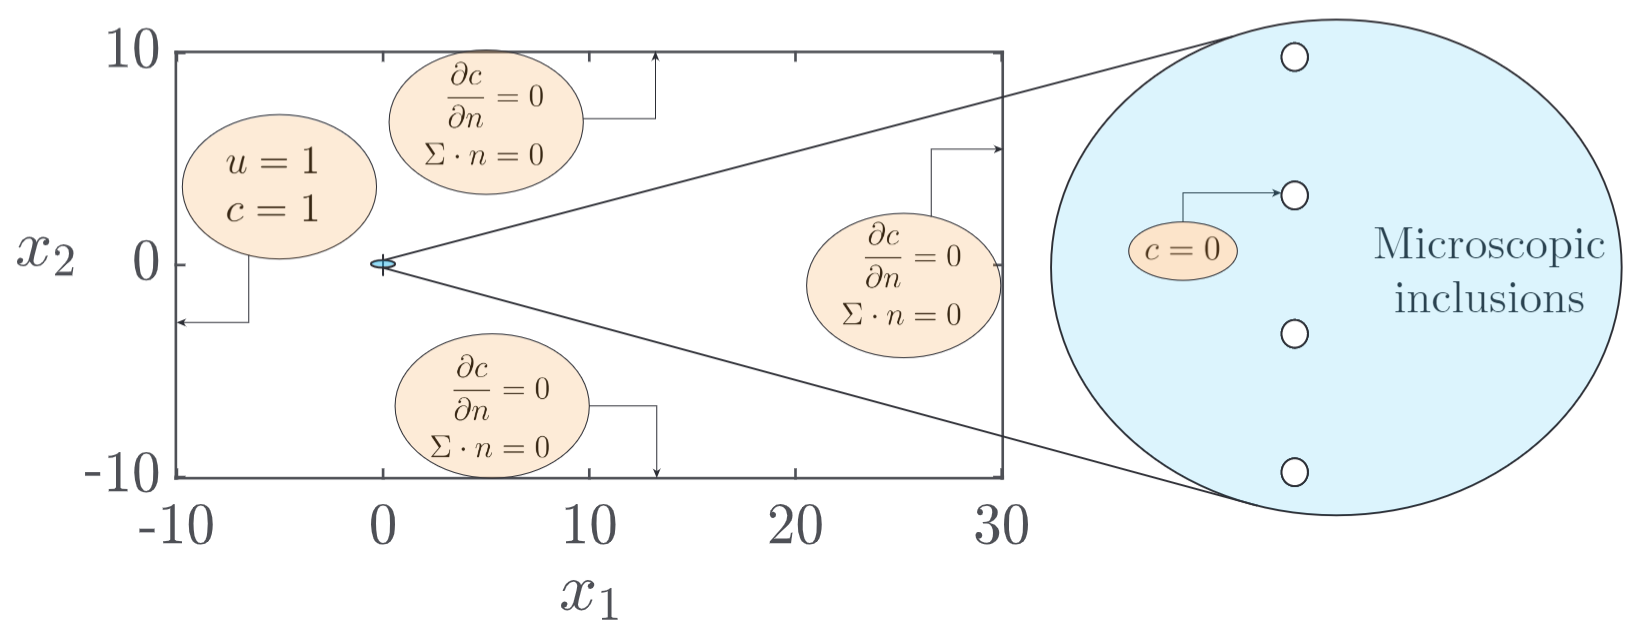 10
∂c/∂n = 0
Σ · n = 0
u = 1
c = 1
x₂
0
∂c/∂n = 0
Σ · n = 0
c = 0
Microscopic
inclusions
∂c/∂n = 0
Σ · n = 0
-10
-10 0 10 20 30
x₁